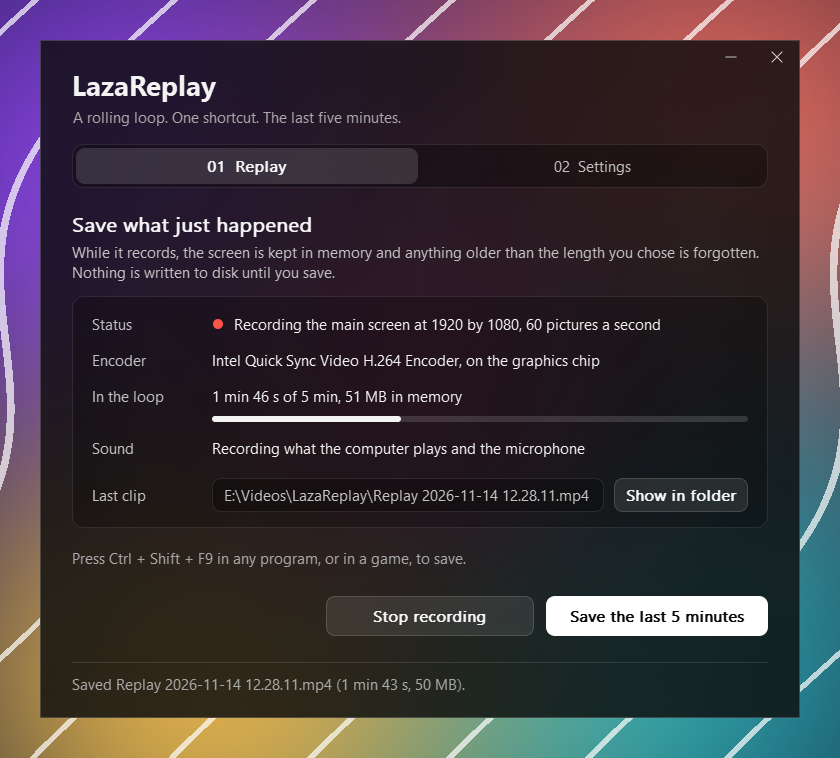 LazaReplay
A rolling loop. One shortcut. The last five minutes.
01 Replay
02 Settings
Save what just happened
While it records, the screen is kept in memory and anything older than the length you chose is forgotten.
Nothing is written to disk until you save.
Status
Recording the main screen at 1920 by 1080, 60 pictures a second
Encoder
Intel Quick Sync Video H.264 Encoder, on the graphics chip
In the loop
1 min 46 s of 5 min, 51 MB in memory
Sound
Recording what the computer plays and the microphone
Last clip
E:\Videos\LazaReplay\Replay 2026-11-14 12.28.11.mp4
Show in folder
Press Ctrl + Shift + F9 in any program, or in a game, to save.
Stop recording
Save the last 5 minutes
Saved Replay 2026-11-14 12.28.11.mp4 (1 min 43 s, 50 MB).